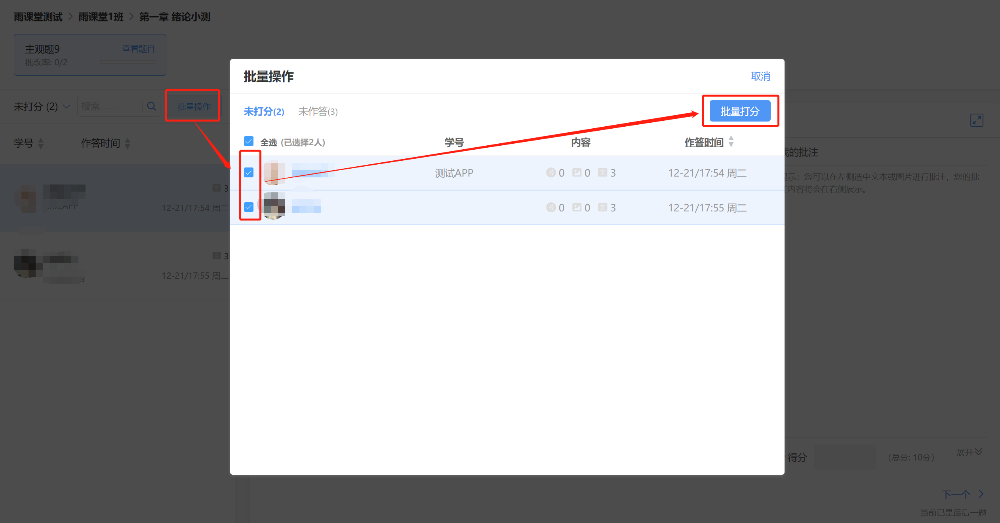 雨课堂测试 > 雨课堂1班 > 第一章 绪论小测
主观题9
查看题目
批改率: 0/2
未打分 (2)
搜索......
批量操作
学号
作答时间
3
测试APP
12-21/17:54 周二
3
12-21/17:55 周二
3
批量操作
取消
未打分(2)
未作答(3)
批量打分
全选 (已选择2人)
学号
内容
作答时间
测试APP
0
0
文 3
12-21/17:54 周二
0
0
文 3
12-21/17:55 周二
的批注
示：您可以在左侧选中文本或图片进行批注，您的批
内容将会在右侧展示。
得分
(总分: 10分)
展开
下一个 >
当前已是最后一题